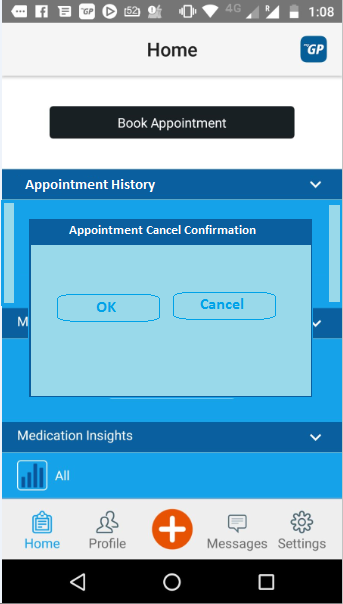 GP
r52
4G
R
1:08
Home
GP
Book Appointment
Appointment History
Appointment Cancel Confirmation
OK
Cancel
M
Medication Insights
All
Home
Profile
Messages
Settings